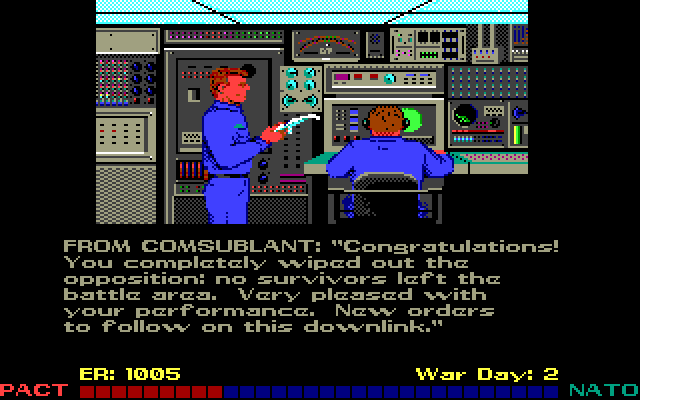 FROM COMSUBLANT: "Congratulations!
You completely wiped out the
opposition: no survivors left the
battle area.  Very pleased with
your performance.  New orders
to follow on this downlink."
ER: 1005 War Day: 2
PACT NATO